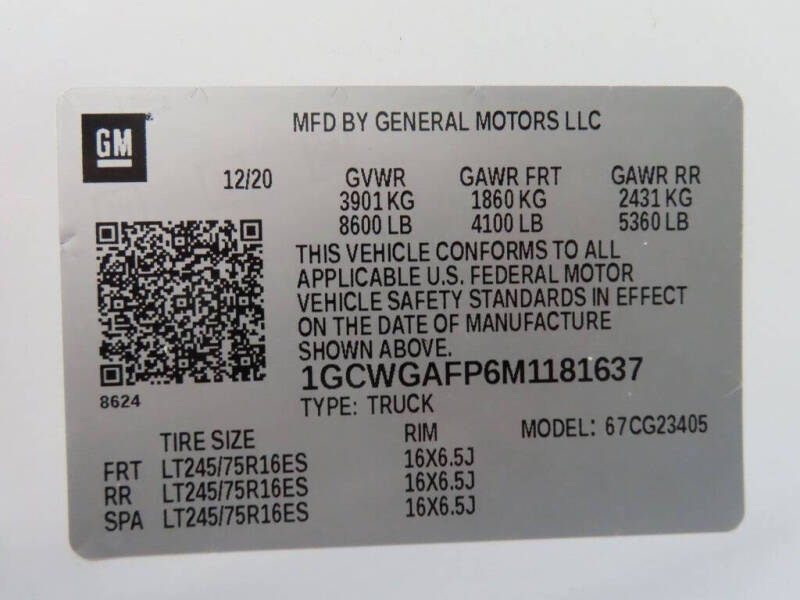 GM
MFD BY GENERAL MOTORS LLC
12/20 GVWR GAWR FRT GAWR RR
3901 KG 1860 KG 2431 KG
8600 LB 4100 LB 5360 LB
THIS VEHICLE CONFORMS TO ALL
APPLICABLE U.S. FEDERAL MOTOR
VEHICLE SAFETY STANDARDS IN EFFECT
ON THE DATE OF MANUFACTURE
SHOWN ABOVE.
1GCWGAFP6M1181637
8624
TYPE: TRUCK
MODEL: 67CG23405
TIRE SIZE RIM
FRT LT245/75R16ES 16X6.5J
RR LT245/75R16ES 16X6.5J
SPA LT245/75R16ES 16X6.5J